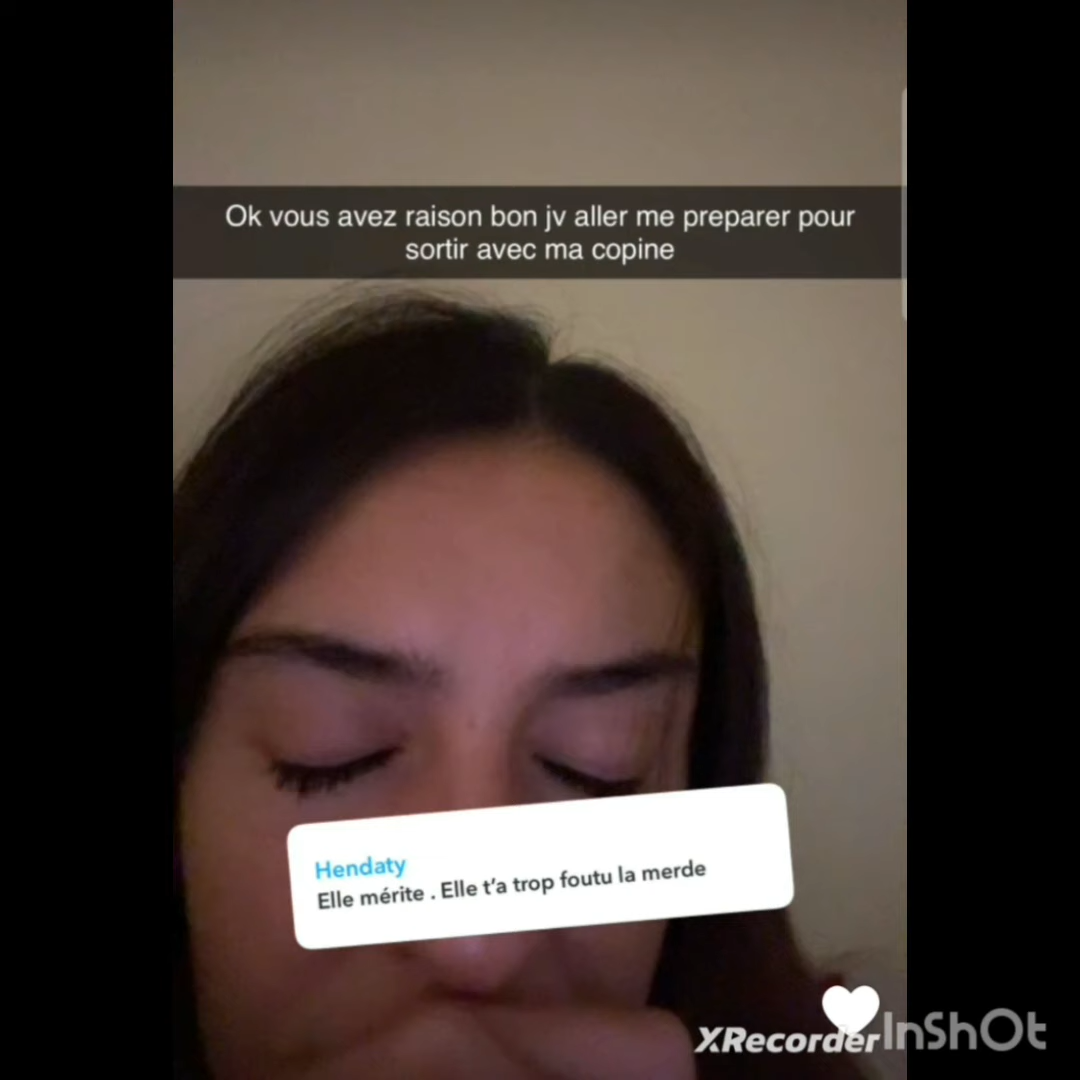 Ok vous avez raison bon jv aller me preparer pour
sortir avec ma copine
Hendaty
Elle mérite . Elle t’a trop foutu la merde
XRecorder
InShOt